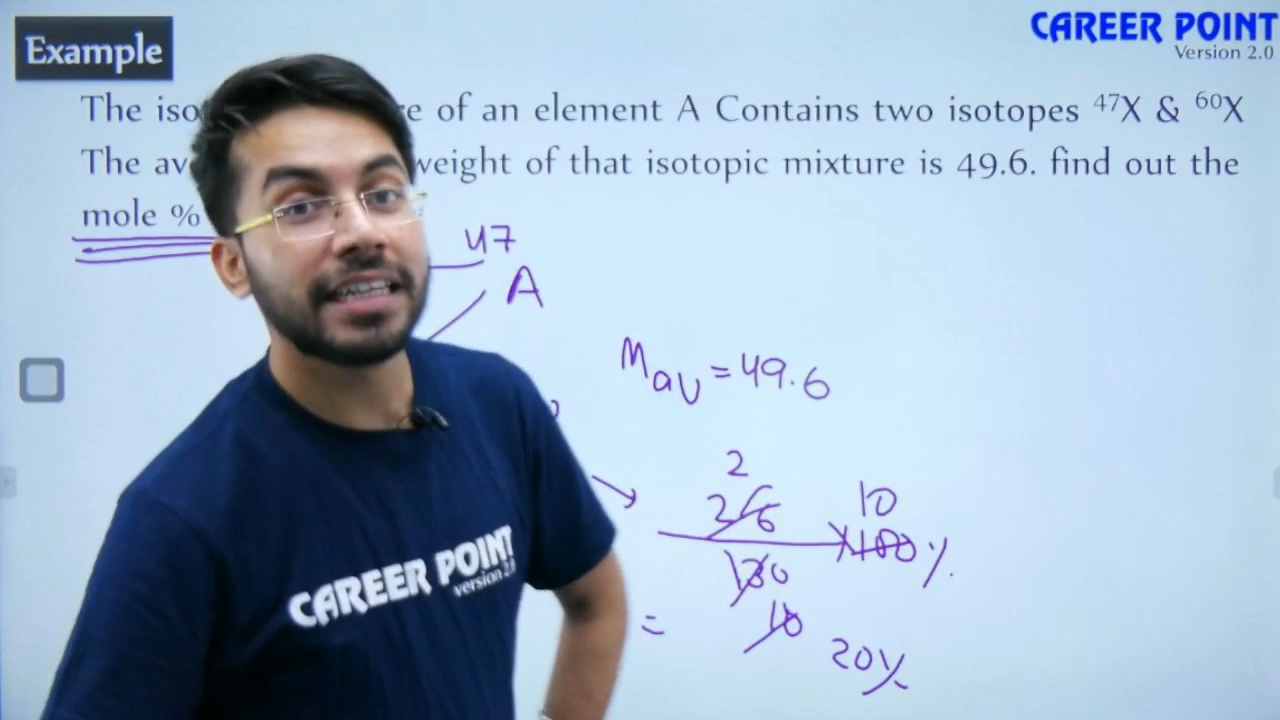 Example
CAREER POINT
Version 2.0
The of an element A Contains two isotopes ⁴⁷X & ⁶⁰X
The weight of that isotopic mixture is 49.6. find out the
mole %
47
A
Mav = 49.6
2
26
10
×100 %
130
10
= 20%
CAREER POINT
version 2.0